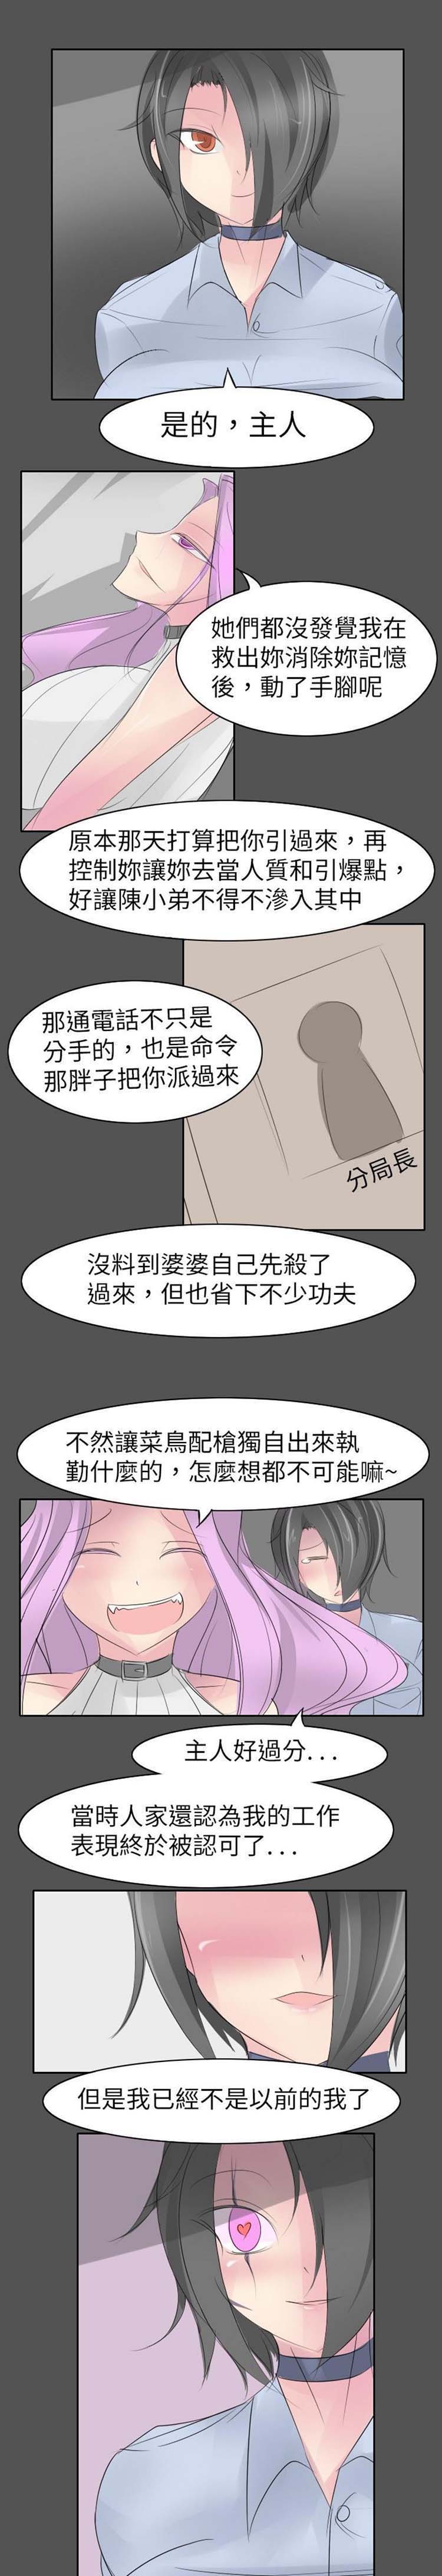 是的，主人
她們都沒發覺我在
救出妳消除妳記憶
後，動了手腳呢
原本那天打算把你引過來，再
控制妳讓妳去當人質和引爆點，
好讓陳小弟不得不滲入其中
那通電話不只是
分手的，也是命令
那胖子把你派過來
分局長
沒料到婆婆自己先殺了
過來，但也省下不少功夫
不然讓菜鳥配槍獨自出來執
勤什麼的，怎麼想都不可能嘛~
主人好過分...
當時人家還認為我的工作
表現終於被認可了...
但是我已經不是以前的我了